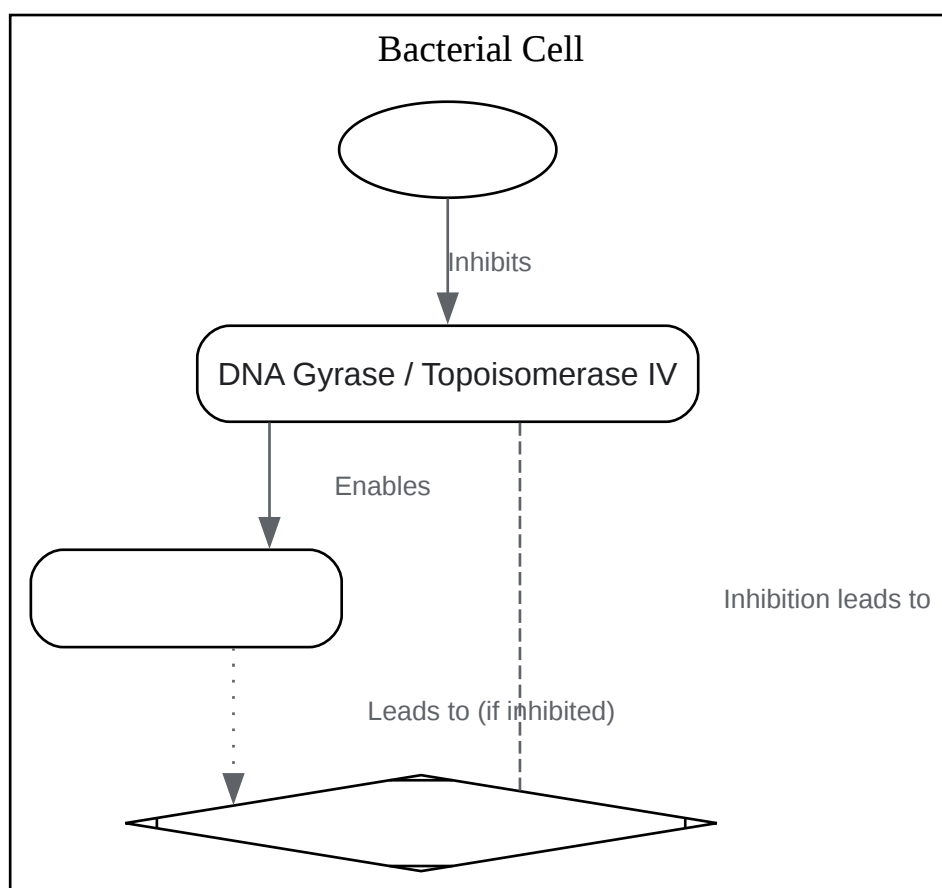 Bacterial Cell
Inhibits
DNA Gyrase / Topoisomerase IV
Enables
Inhibition leads to
Leads to (if inhibited)